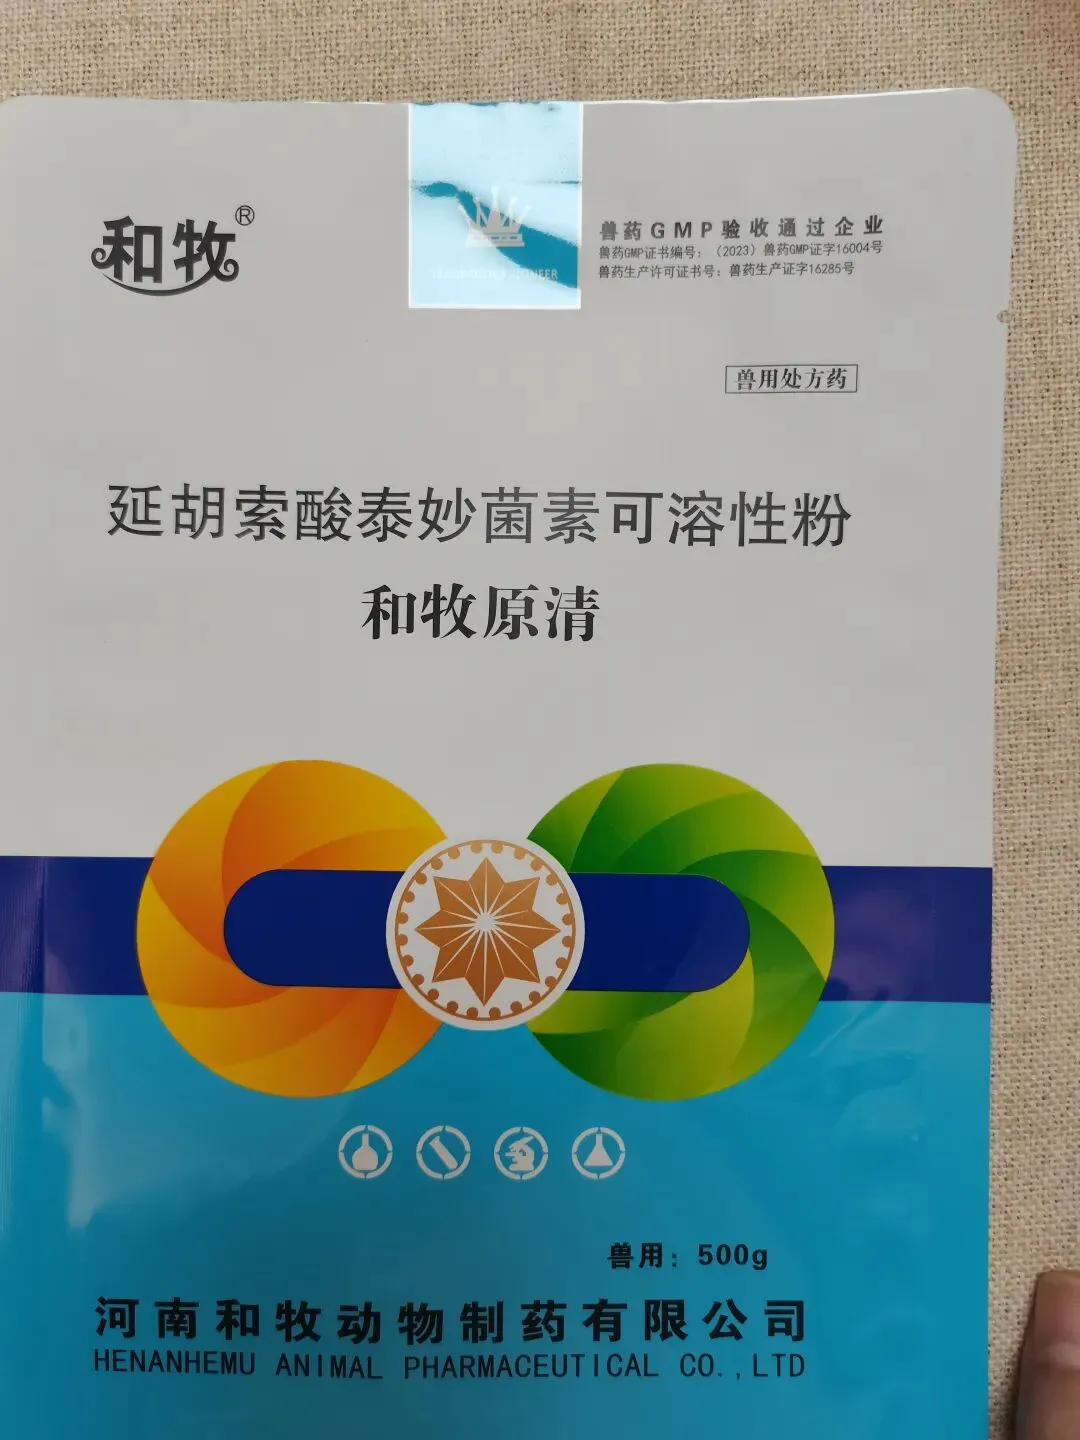 和牧®
兽药GMP验收通过企业
兽药GMP证书编号：（2023）兽药GMP证字16004号
兽药生产许可证书号：兽药生产证字16285号
兽用处方药
延胡索酸泰妙菌素可溶性粉
和牧原清
兽用：500g
河南和牧动物制药有限公司
HENANHEMU ANIMAL PHARMACEUTICAL CO.,LTD